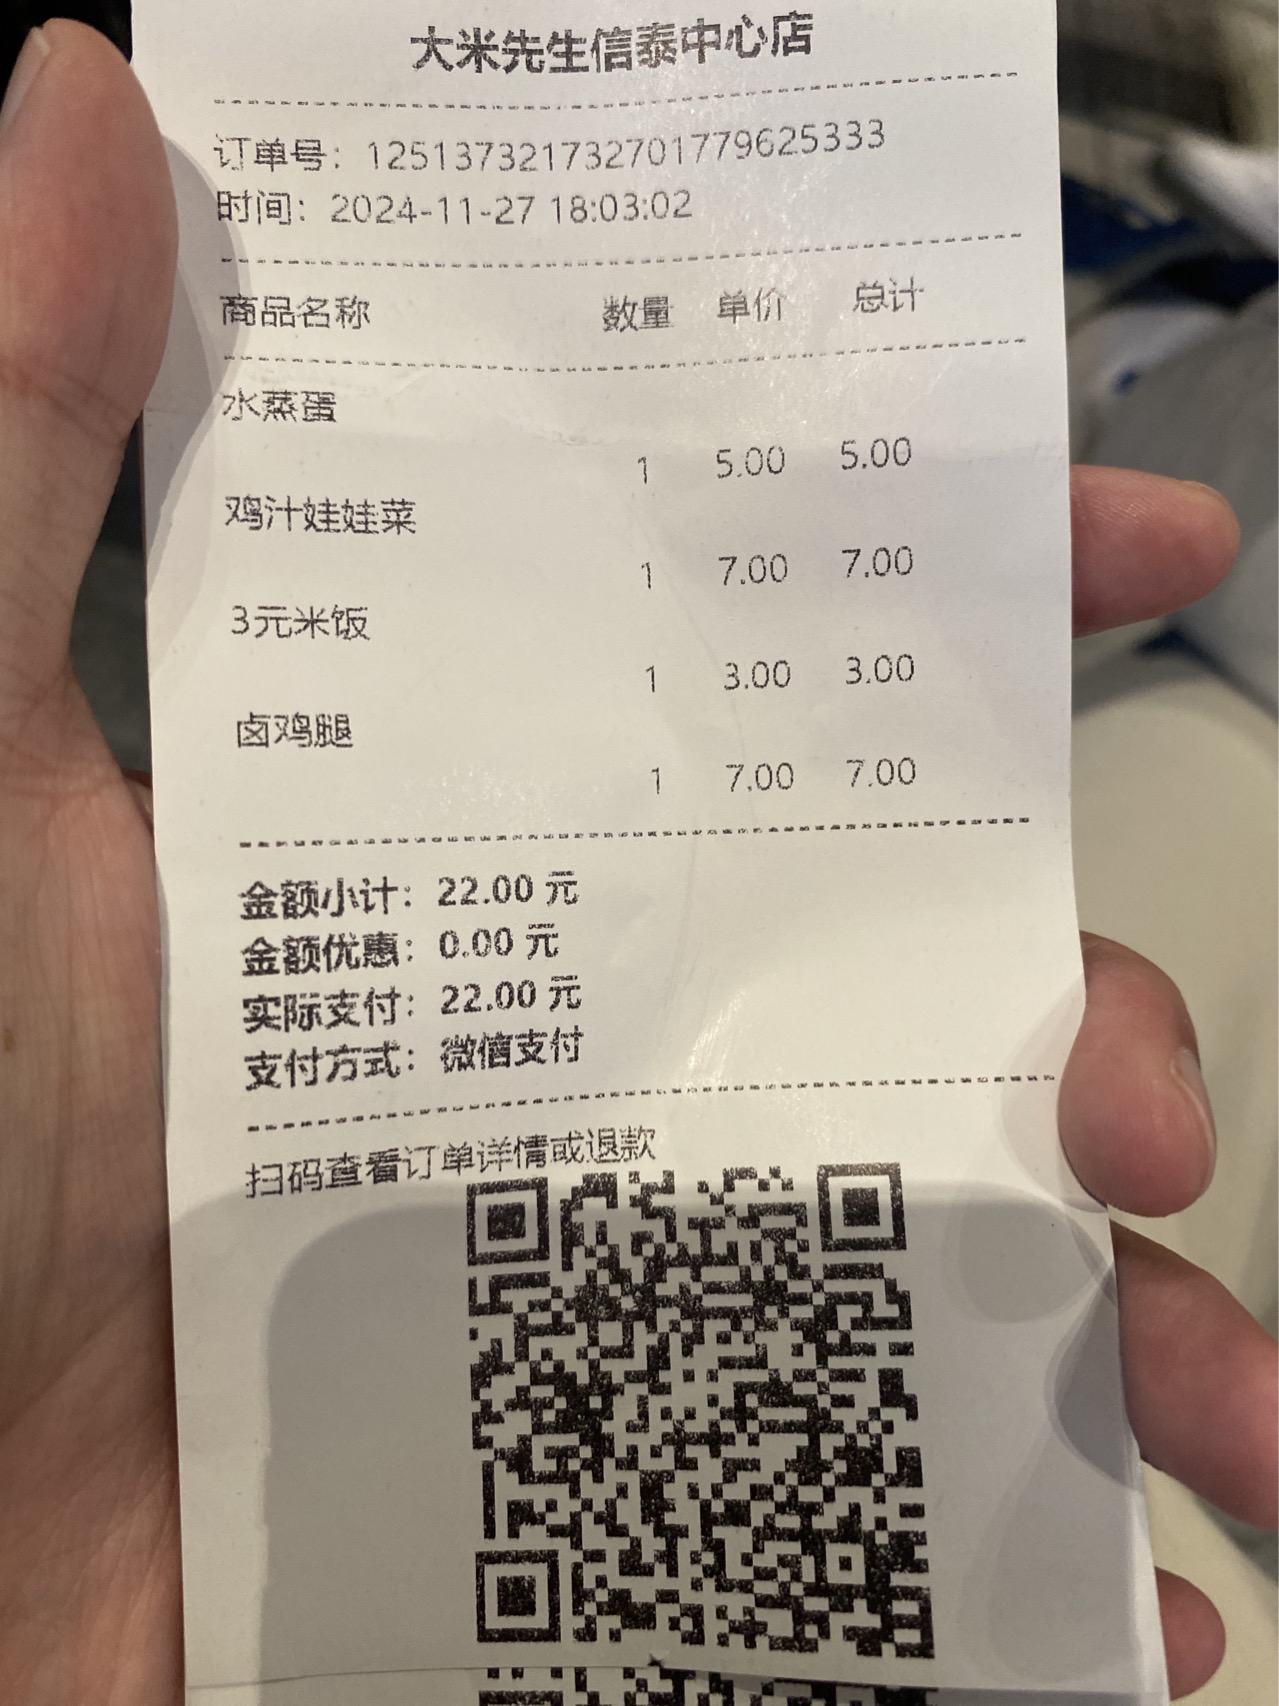 大米先生信泰中心店
订单号：1251373217327017796253​33
时间：2024-11-27 18:03:02
商品名称 数量 单价 总计
水蒸蛋
1 5.00 5.00
鸡汁娃娃菜
1 7.00 7.00
3元米饭
1 3.00 3.00
卤鸡腿
1 7.00 7.00
金额小计：22.00 元
金额优惠：0.00 元
实际支付：22.00 元
支付方式：微信支付
扫码查看订单详情或退款